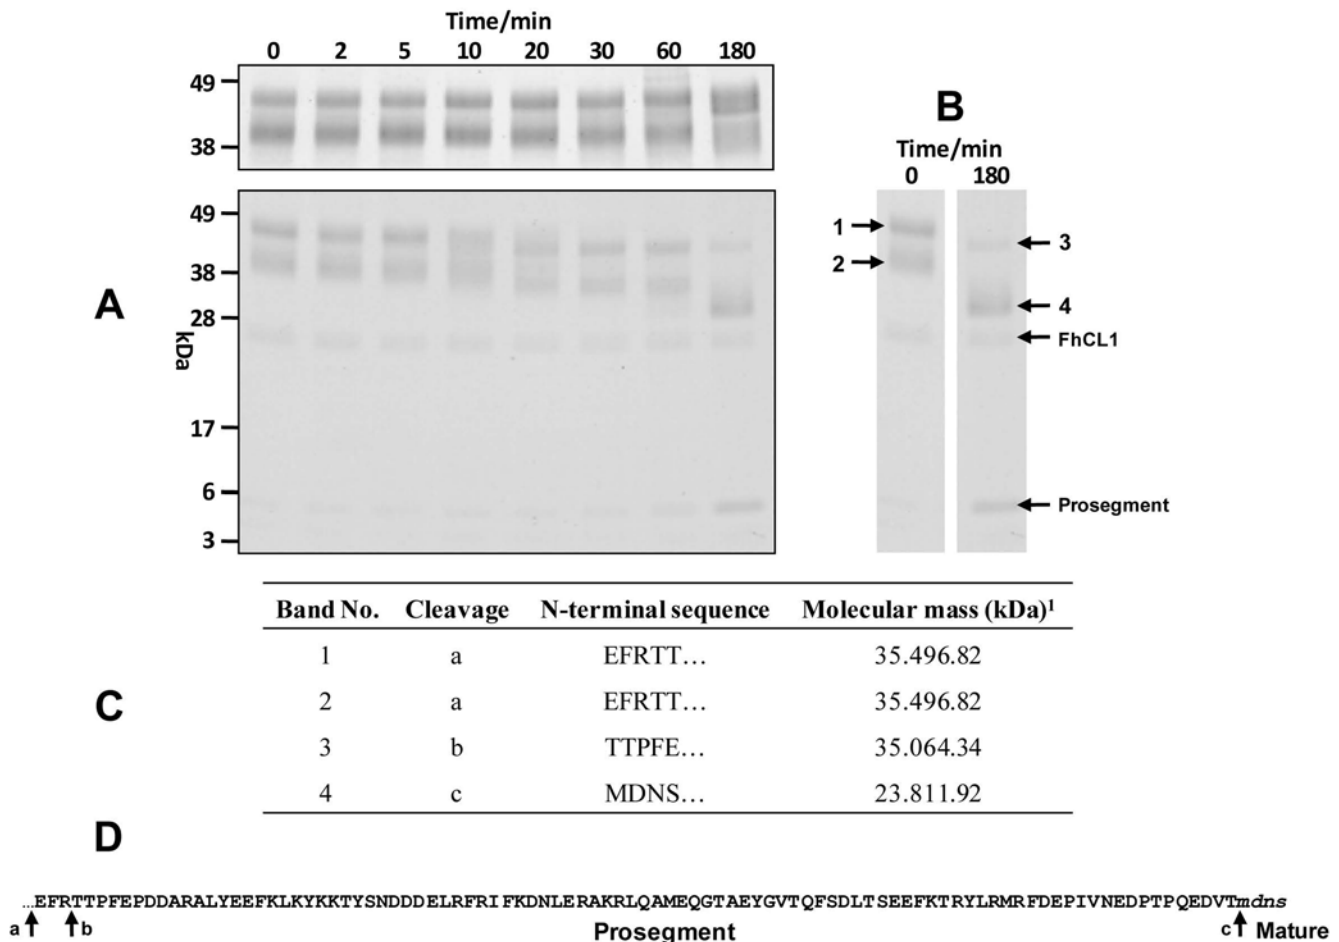 Time/min
0 2 5 10 20 30 60 180
49
38
49
38
28
17
6
3
kDa
A
B
Time/min
0 180
1
2
3
4
FhCL1
Prosegment
C
Band No. Cleavage N-terminal sequence Molecular mass (kDa)¹
1 a EFRTT... 35.496.82
2 a EFRTT... 35.496.82
3 b TTPFE... 35.064.34
4 c MDNS... 23.811.92
D
...EFRTTPFEPDDARALYEEFKLKYKKTYSNDDDELRFRIFKDNLERAKRLQAMEQGTAEYGVTQFSDLTSEEFKTRYLRMRFDEPIVNEDPTPQEDVTmdns
a b Prosegment c Mature